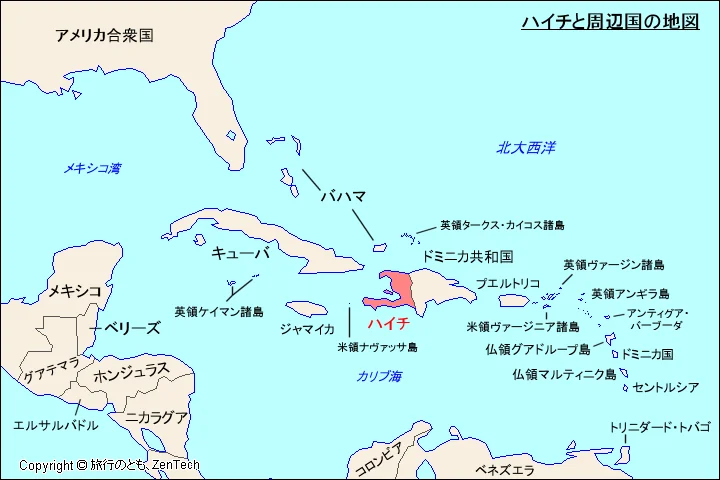 ハイチと周辺国の地図
アメリカ合衆国
北大西洋
メキシコ湾
バハマ
英領タークス・カイコス諸島
キューバ
ドミニカ共和国
英領ヴァージン諸島
プエルトリコ
メキシコ
英領ケイマン諸島
英領アンギラ島
ジャマイカ
ハイチ
米領ヴァージニア諸島
アンティグア・
バーブーダ
ベリーズ
米領ナヴァッサ島
仏領グアドループ島
ドミニカ国
グアテマラ
ホンジュラス
カリブ海
仏領マルティニク島
セントルシア
ニカラグア
エルサルバドル
トリニダード・トバゴ
コロンビア
ベネズエラ
Copyright © 旅行のとも、ZenTech